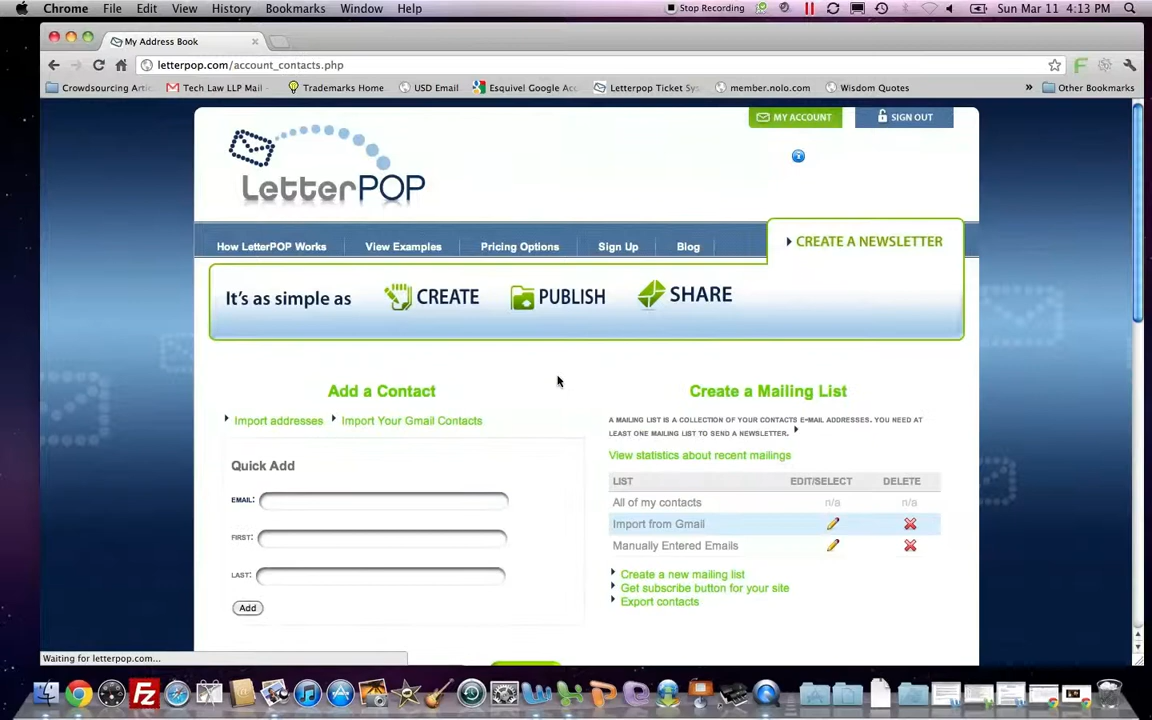 Chrome File Edit View History Bookmarks Window Help Stop Recording Sun Mar 11 4:13 PM
My Address Book
letterpop.com/account_contacts.php
Crowdsourcing Artic Tech Law LLP Mail Trademarks Home USD Email Esquivel Google Acc Letterpop Ticket Sys member.nolo.com Wisdom Quotes » Other Bookmarks
MY ACCOUNT SIGN OUT
LetterPOP
How LetterPOP Works View Examples Pricing Options Sign Up Blog CREATE A NEWSLETTER
It's as simple as CREATE PUBLISH SHARE
Add a Contact
Import addresses Import Your Gmail Contacts
Quick Add
EMAIL:
FIRST:
LAST:
Add
Create a Mailing List
A MAILING LIST IS A COLLECTION OF YOUR CONTACTS E-MAIL ADDRESSES. YOU NEED AT
LEAST ONE MAILING LIST TO SEND A NEWSLETTER.
View statistics about recent mailings
LIST EDIT/SELECT DELETE
All of my contacts n/a n/a
Import from Gmail
Manually Entered Emails
Create a new mailing list
Get subscribe button for your site
Export contacts
Waiting for letterpop.com...